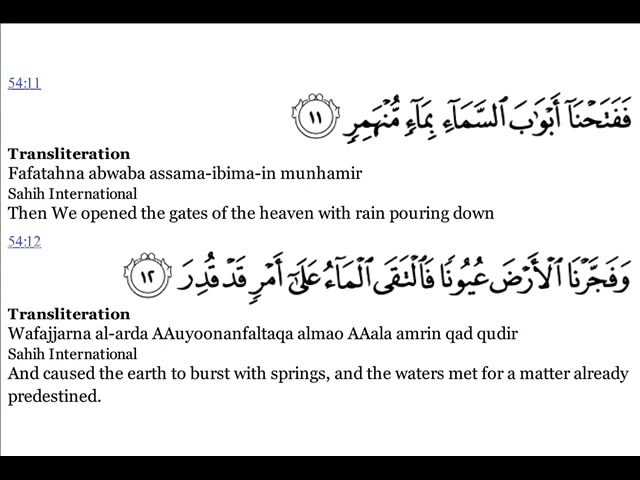 54:11
فَفَتَحْنَآ أَبْوَٰبَ ٱلسَّمَآءِ بِمَآءٍ مُّنْهَمِرٍ ١١
Transliteration
Fafatahna abwaba assama-ibima-in munhamir
Sahih International
Then We opened the gates of the heaven with rain pouring down
54:12
وَفَجَّرْنَا ٱلْأَرْضَ عُيُونًا فَٱلْتَقَى ٱلْمَآءُ عَلَىٰٓ أَمْرٍ قَدْ قُدِرَ ١٢
Transliteration
Wafajjarna al-arda AAuyoonanfaltaqa almao AAala amrin qad qudir
Sahih International
And caused the earth to burst with springs, and the waters met for a matter already
predestined.